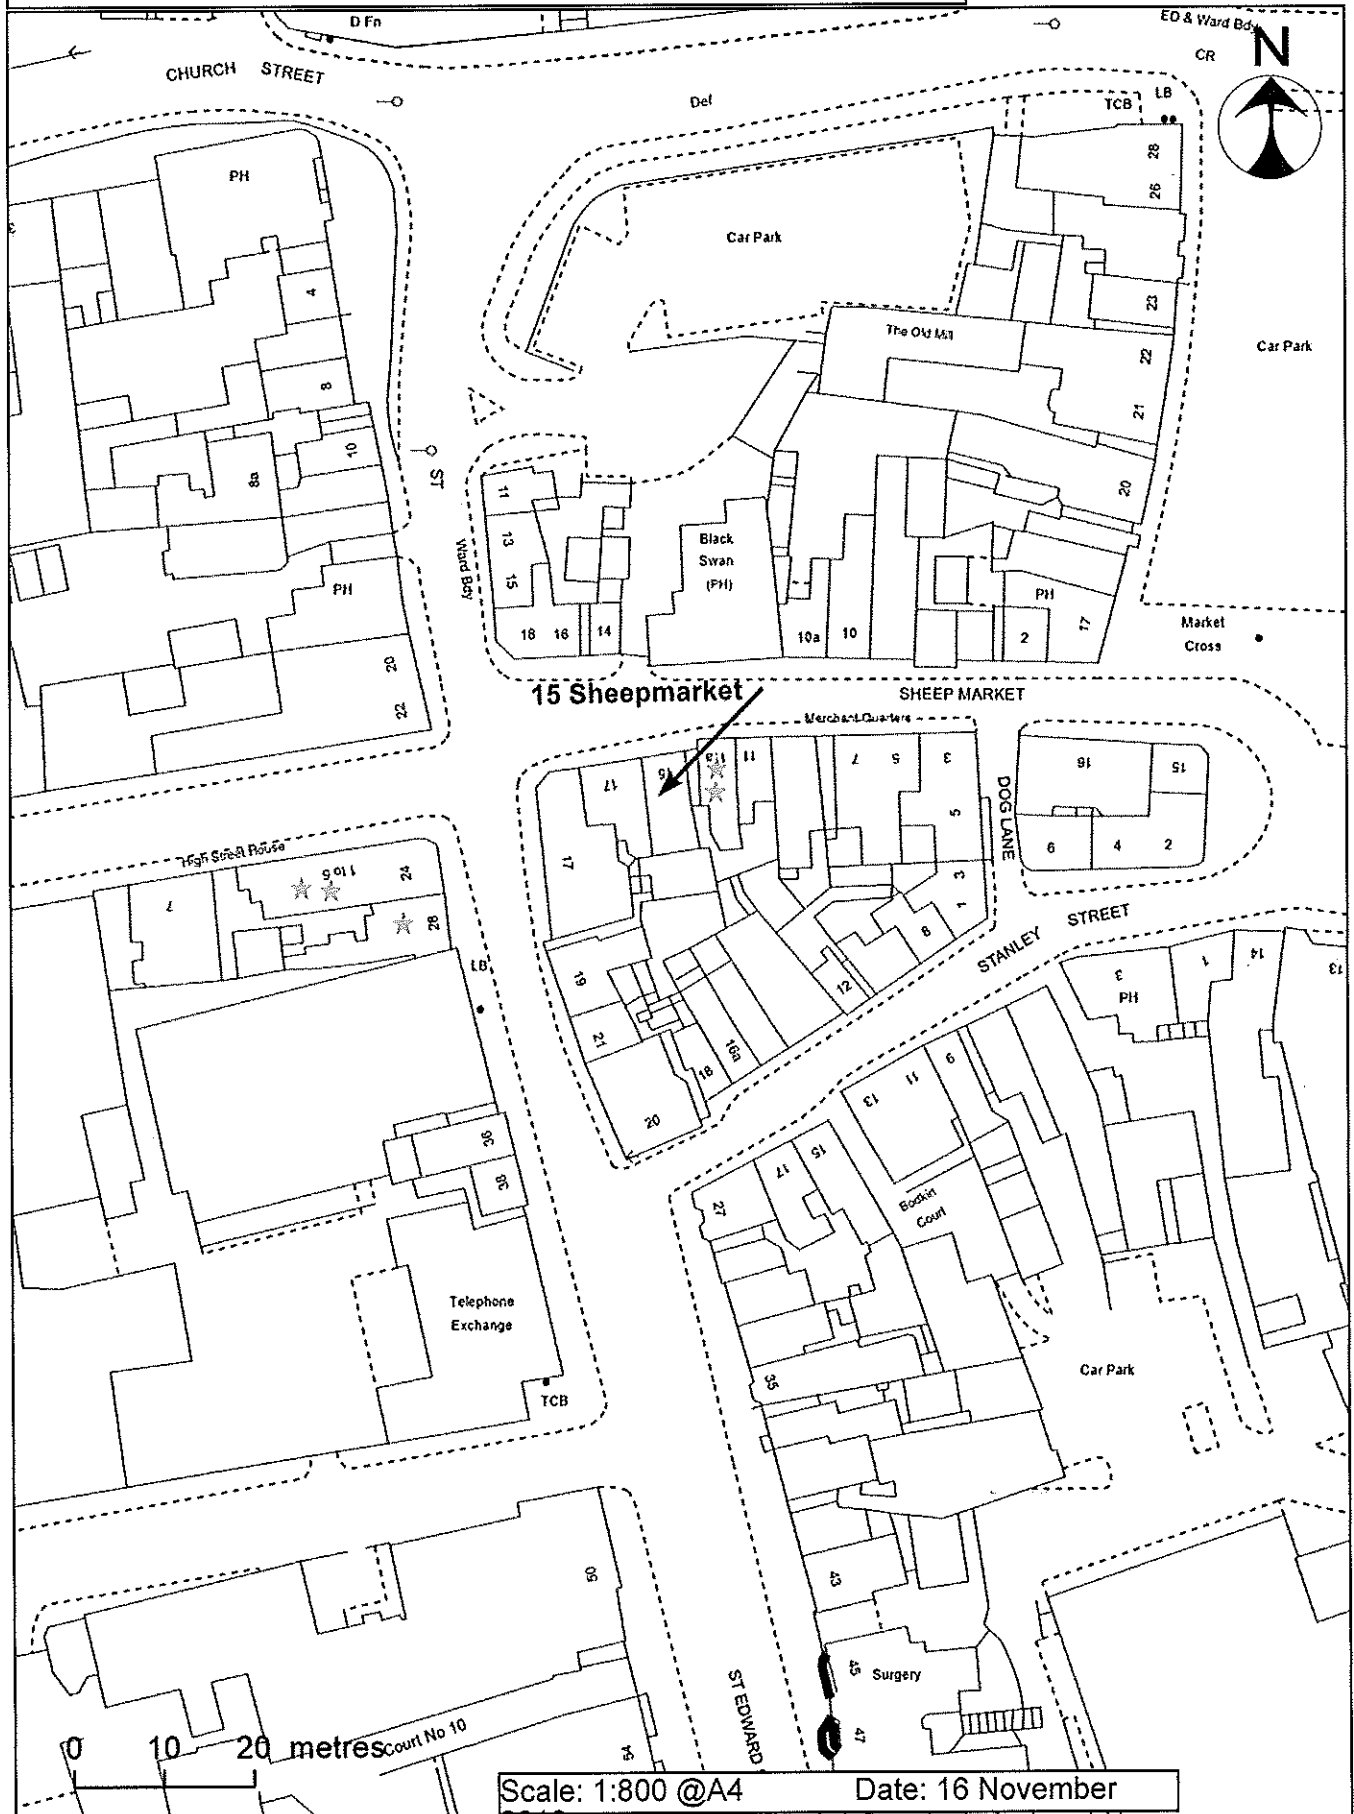 D Fn
ED & Ward Bdy
N
CR
CHURCH STREET
Def
TCB
LB
28
26
PH
Car Park
4
23
The Old Mill
22
Car Park
8
21
10
8a
ST
11
20
13
Black
Swan
(PH)
Ward Bdy
15
PH
PH
17
Market
Cross
18
16
14
10a
10
2
20
22
15 Sheepmarket
SHEEP MARKET
Merchant Quarters
17
15
11a
11
7
5
3
16
15
DOG LANE
5
High Street House
1 to 5
24
17
6
4
2
7
28
3
1
8
STREET
STANLEY
LB
19
12
3
PH
1
14
13
21
16a
18
9
11
13
20
36
38
15
17
27
Bodkin
Court
Telephone
Exchange
TCB
35
Car Park
50
43
45
Surgery
ST EDWARD
47
54
Court No 10
0 10 20 metres
Scale: 1:800 @A4 Date: 16 November